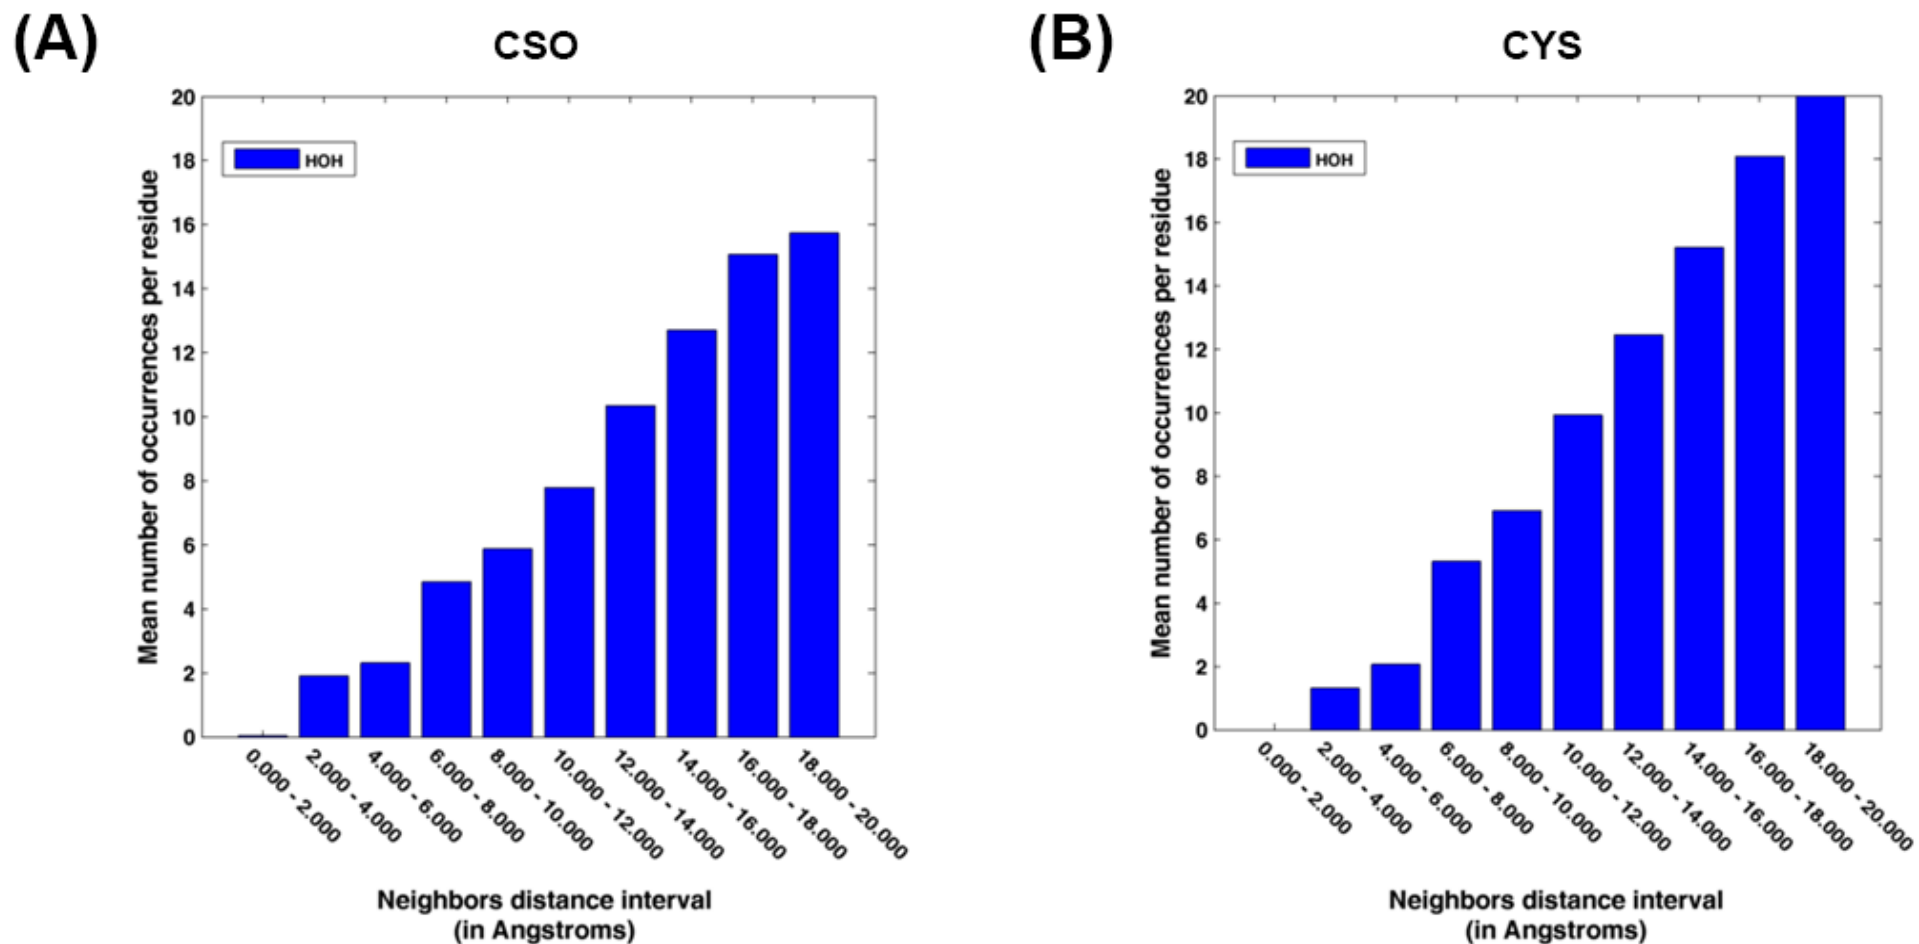 (A)
CSO
20
18
16
14
12
10
8
6
4
2
0
Mean number of occurrences per residue
HOH
0.000 - 2.000
2.000 - 4.000
4.000 - 6.000
6.000 - 8.000
8.000 - 10.000
10.000 - 12.000
12.000 - 14.000
14.000 - 16.000
16.000 - 18.000
18.000 - 20.000
Neighbors distance interval
(in Angstroms)
(B)
CYS
20
18
16
14
12
10
8
6
4
2
0
Mean number of occurrences per residue
HOH
0.000 - 2.000
2.000 - 4.000
4.000 - 6.000
6.000 - 8.000
8.000 - 10.000
10.000 - 12.000
12.000 - 14.000
14.000 - 16.000
16.000 - 18.000
18.000 - 20.000
Neighbors distance interval
(in Angstroms)